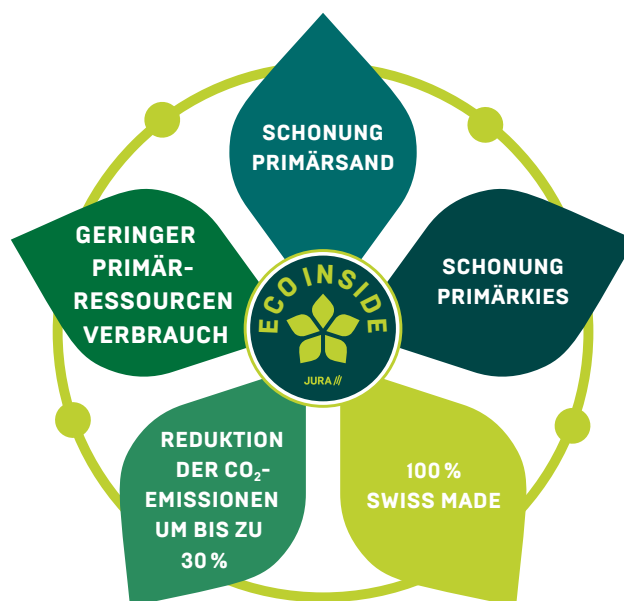 SCHONUNG
PRIMÄRSAND
GERINGER
PRIMÄR-
RESSOURCEN
VERBRAUCH
SCHONUNG
PRIMÄRKIES
ECO INSIDE
JURA ///
REDUKTION
DER CO₂-
EMISSIONEN
UM BIS ZU
30 %
100 %
SWISS MADE